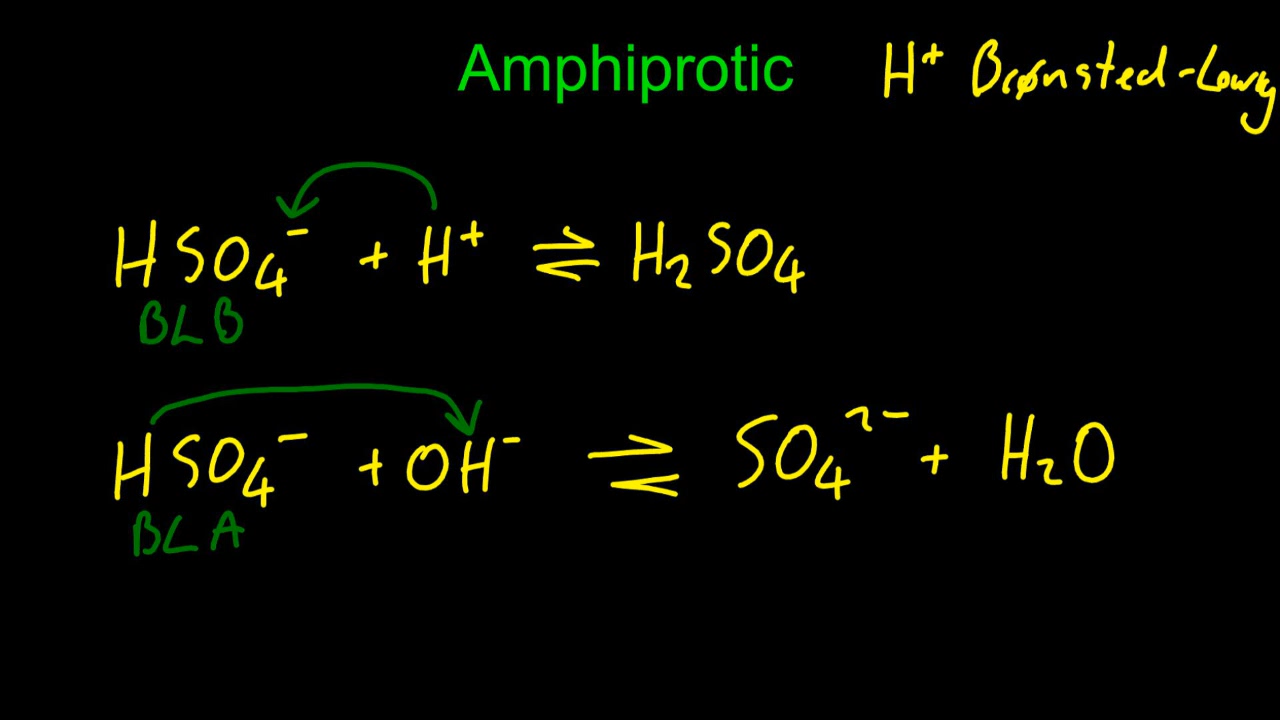 Amphiprotic H⁺ Brønsted-Lowry
HSO₄⁻ + H⁺ ⇌ H₂SO₄
BLB
HSO₄⁻ + OH⁻ ⇌ SO₄²⁻ + H₂O
BLA